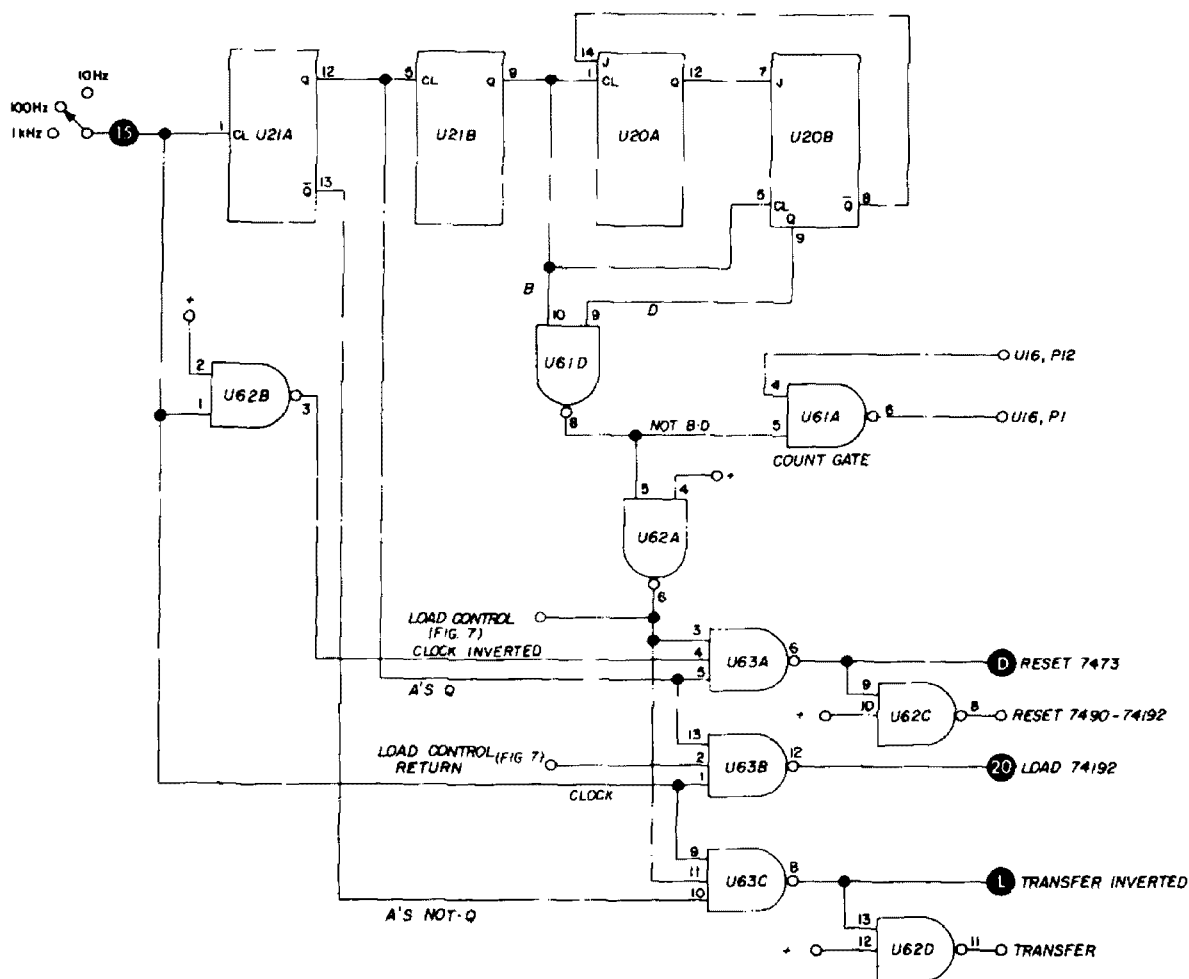 10Hz
100Hz
1kHz
15
1
CL
U21A
Q
12
Q̅
13
5
CL
U21B
Q
9
14
J
1
CL
U20A
Q
12
7
J
U20B
5
CL
Q
9
Q̅
8
B
D
10
9
U61D
8
NOT B·D
U16, P12
4
5
U61A
6
U16, P1
COUNT GATE
+
2
1
U62B
3
5
4
+
U62A
6
LOAD CONTROL
(FIG. 7)
CLOCK INVERTED
A'S Q
3
4
5
U63A
6
D RESET 7473
9
10
+
U62C
8
RESET 7490-74192
LOAD CONTROL (FIG 7)
RETURN
CLOCK
13
2
1
U63B
12
20 LOAD 74192
9
11
10
U63C
8
L TRANSFER INVERTED
A'S NOT-Q
13
12
+
U62D
11
TRANSFER